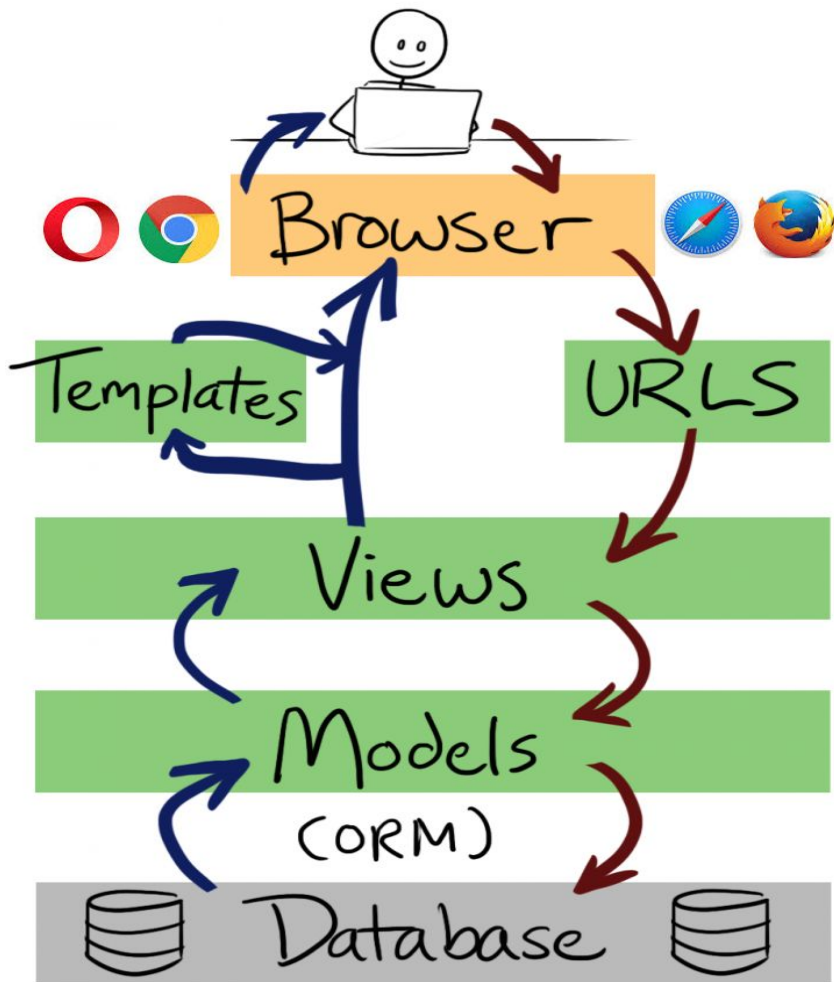 Browser
Templates
URLS
Views
Models
(ORM)
Database